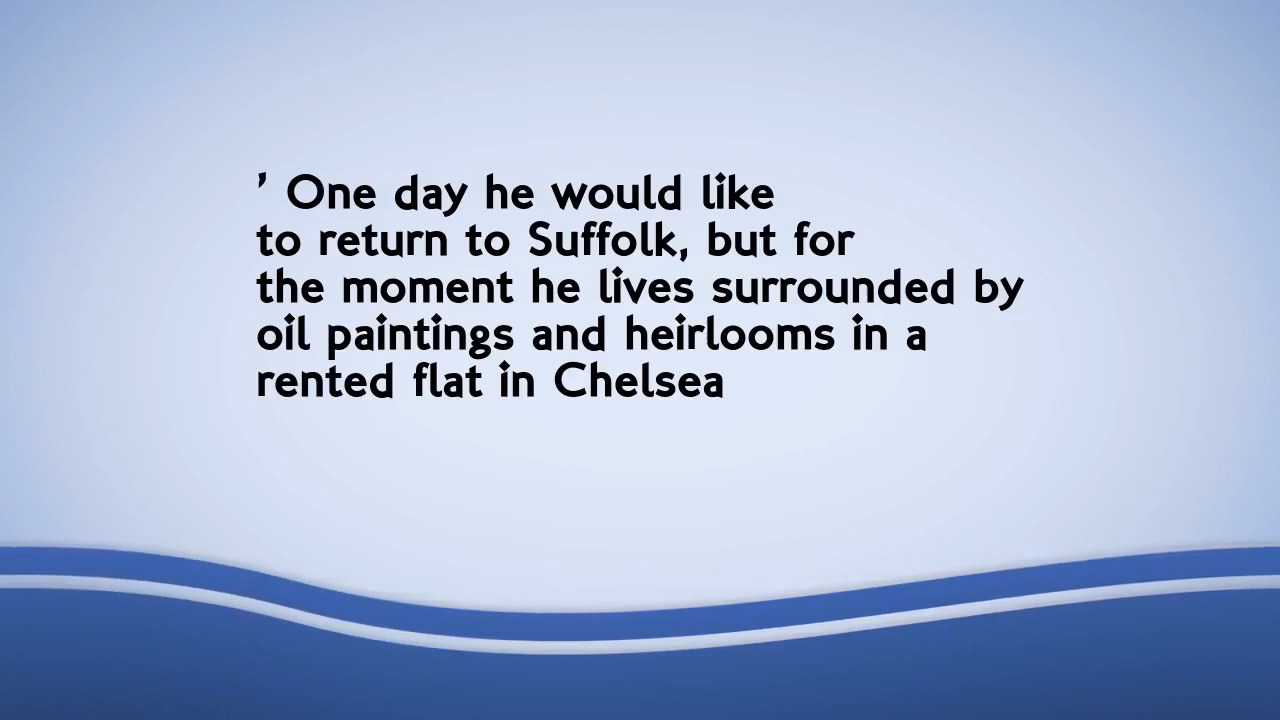 ’ One day he would like
to return to Suffolk, but for
the moment he lives surrounded by
oil paintings and heirlooms in a
rented flat in Chelsea